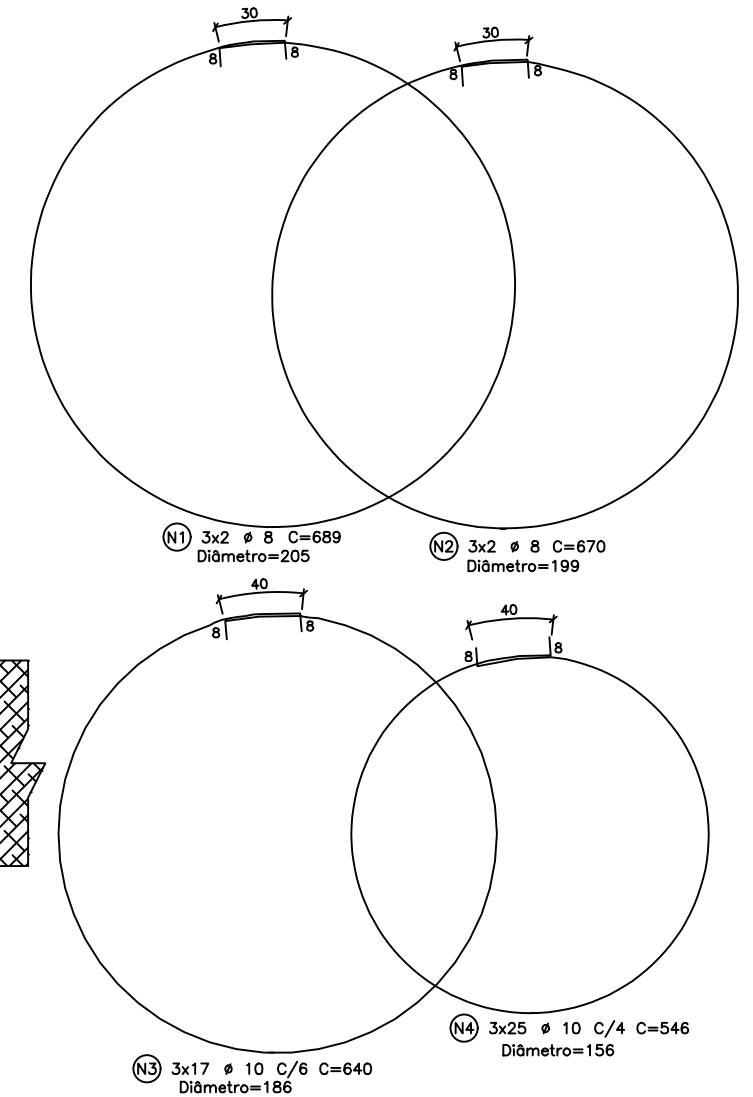 30
8 8
N1 3x2 ø 8 C=689
Diâmetro=205
30
8 8
N2 3x2 ø 8 C=670
Diâmetro=199
40
8 8
N3 3x17 ø 10 C/6 C=640
Diâmetro=186
40
8 8
N4 3x25 ø 10 C/4 C=546
Diâmetro=156